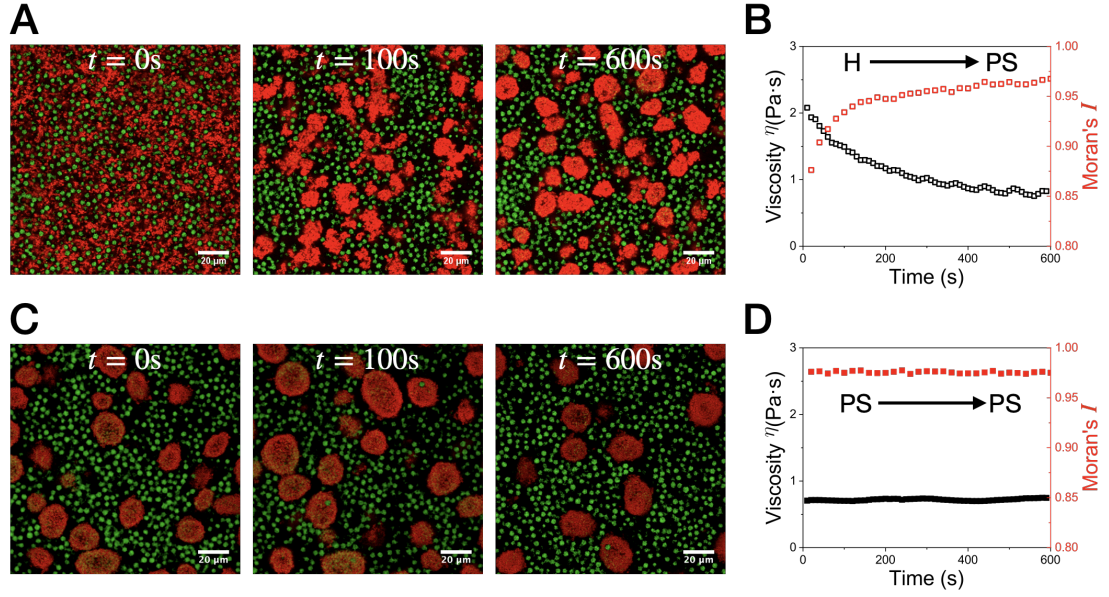 A
t = 0s
20 μm
t = 100s
20 μm
t = 600s
20 μm
B
H → PS
Viscosity η(Pa·s)
3
2
1
0
Moran's I
1.00
0.95
0.90
0.85
0.80
0 200 400 600
Time (s)
C
t = 0s
20 μm
t = 100s
20 μm
t = 600s
20 μm
D
PS → PS
Viscosity η(Pa·s)
3
2
1
0
Moran's I
1.00
0.95
0.90
0.85
0.80
0 200 400 600
Time (s)